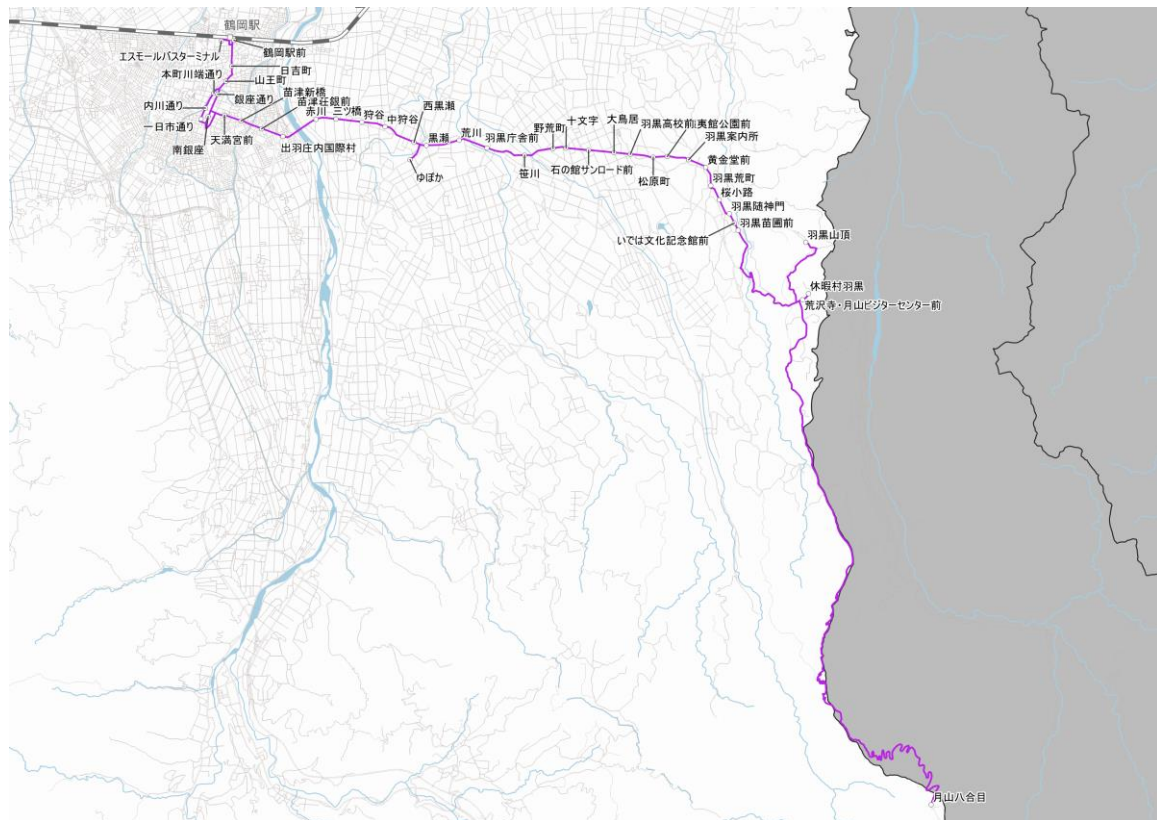 鶴岡駅
エスモールバスターミナル
鶴岡駅前
日吉町
本町川端通り
山王町
苗津新橋
銀座通り
苗津荘銀前
内川通り
一日市通り
南銀座
天満宮前
出羽庄内国際村
赤川
三ツ橋
狩谷
中狩谷
西黒瀬
黒瀬
ゆぽか
荒川
羽黒庁舎前
笹川
野荒町
十文字
石の館サンロード前
大鳥居
羽黒高校前
松原町
夷館公園前
羽黒案内所
黄金堂前
羽黒荒町
桜小路
羽黒随神門
羽黒苗圃前
いでは文化記念館前
羽黒山頂
休暇村羽黒
荒沢寺・月山ビジターセンター前
月山八合目